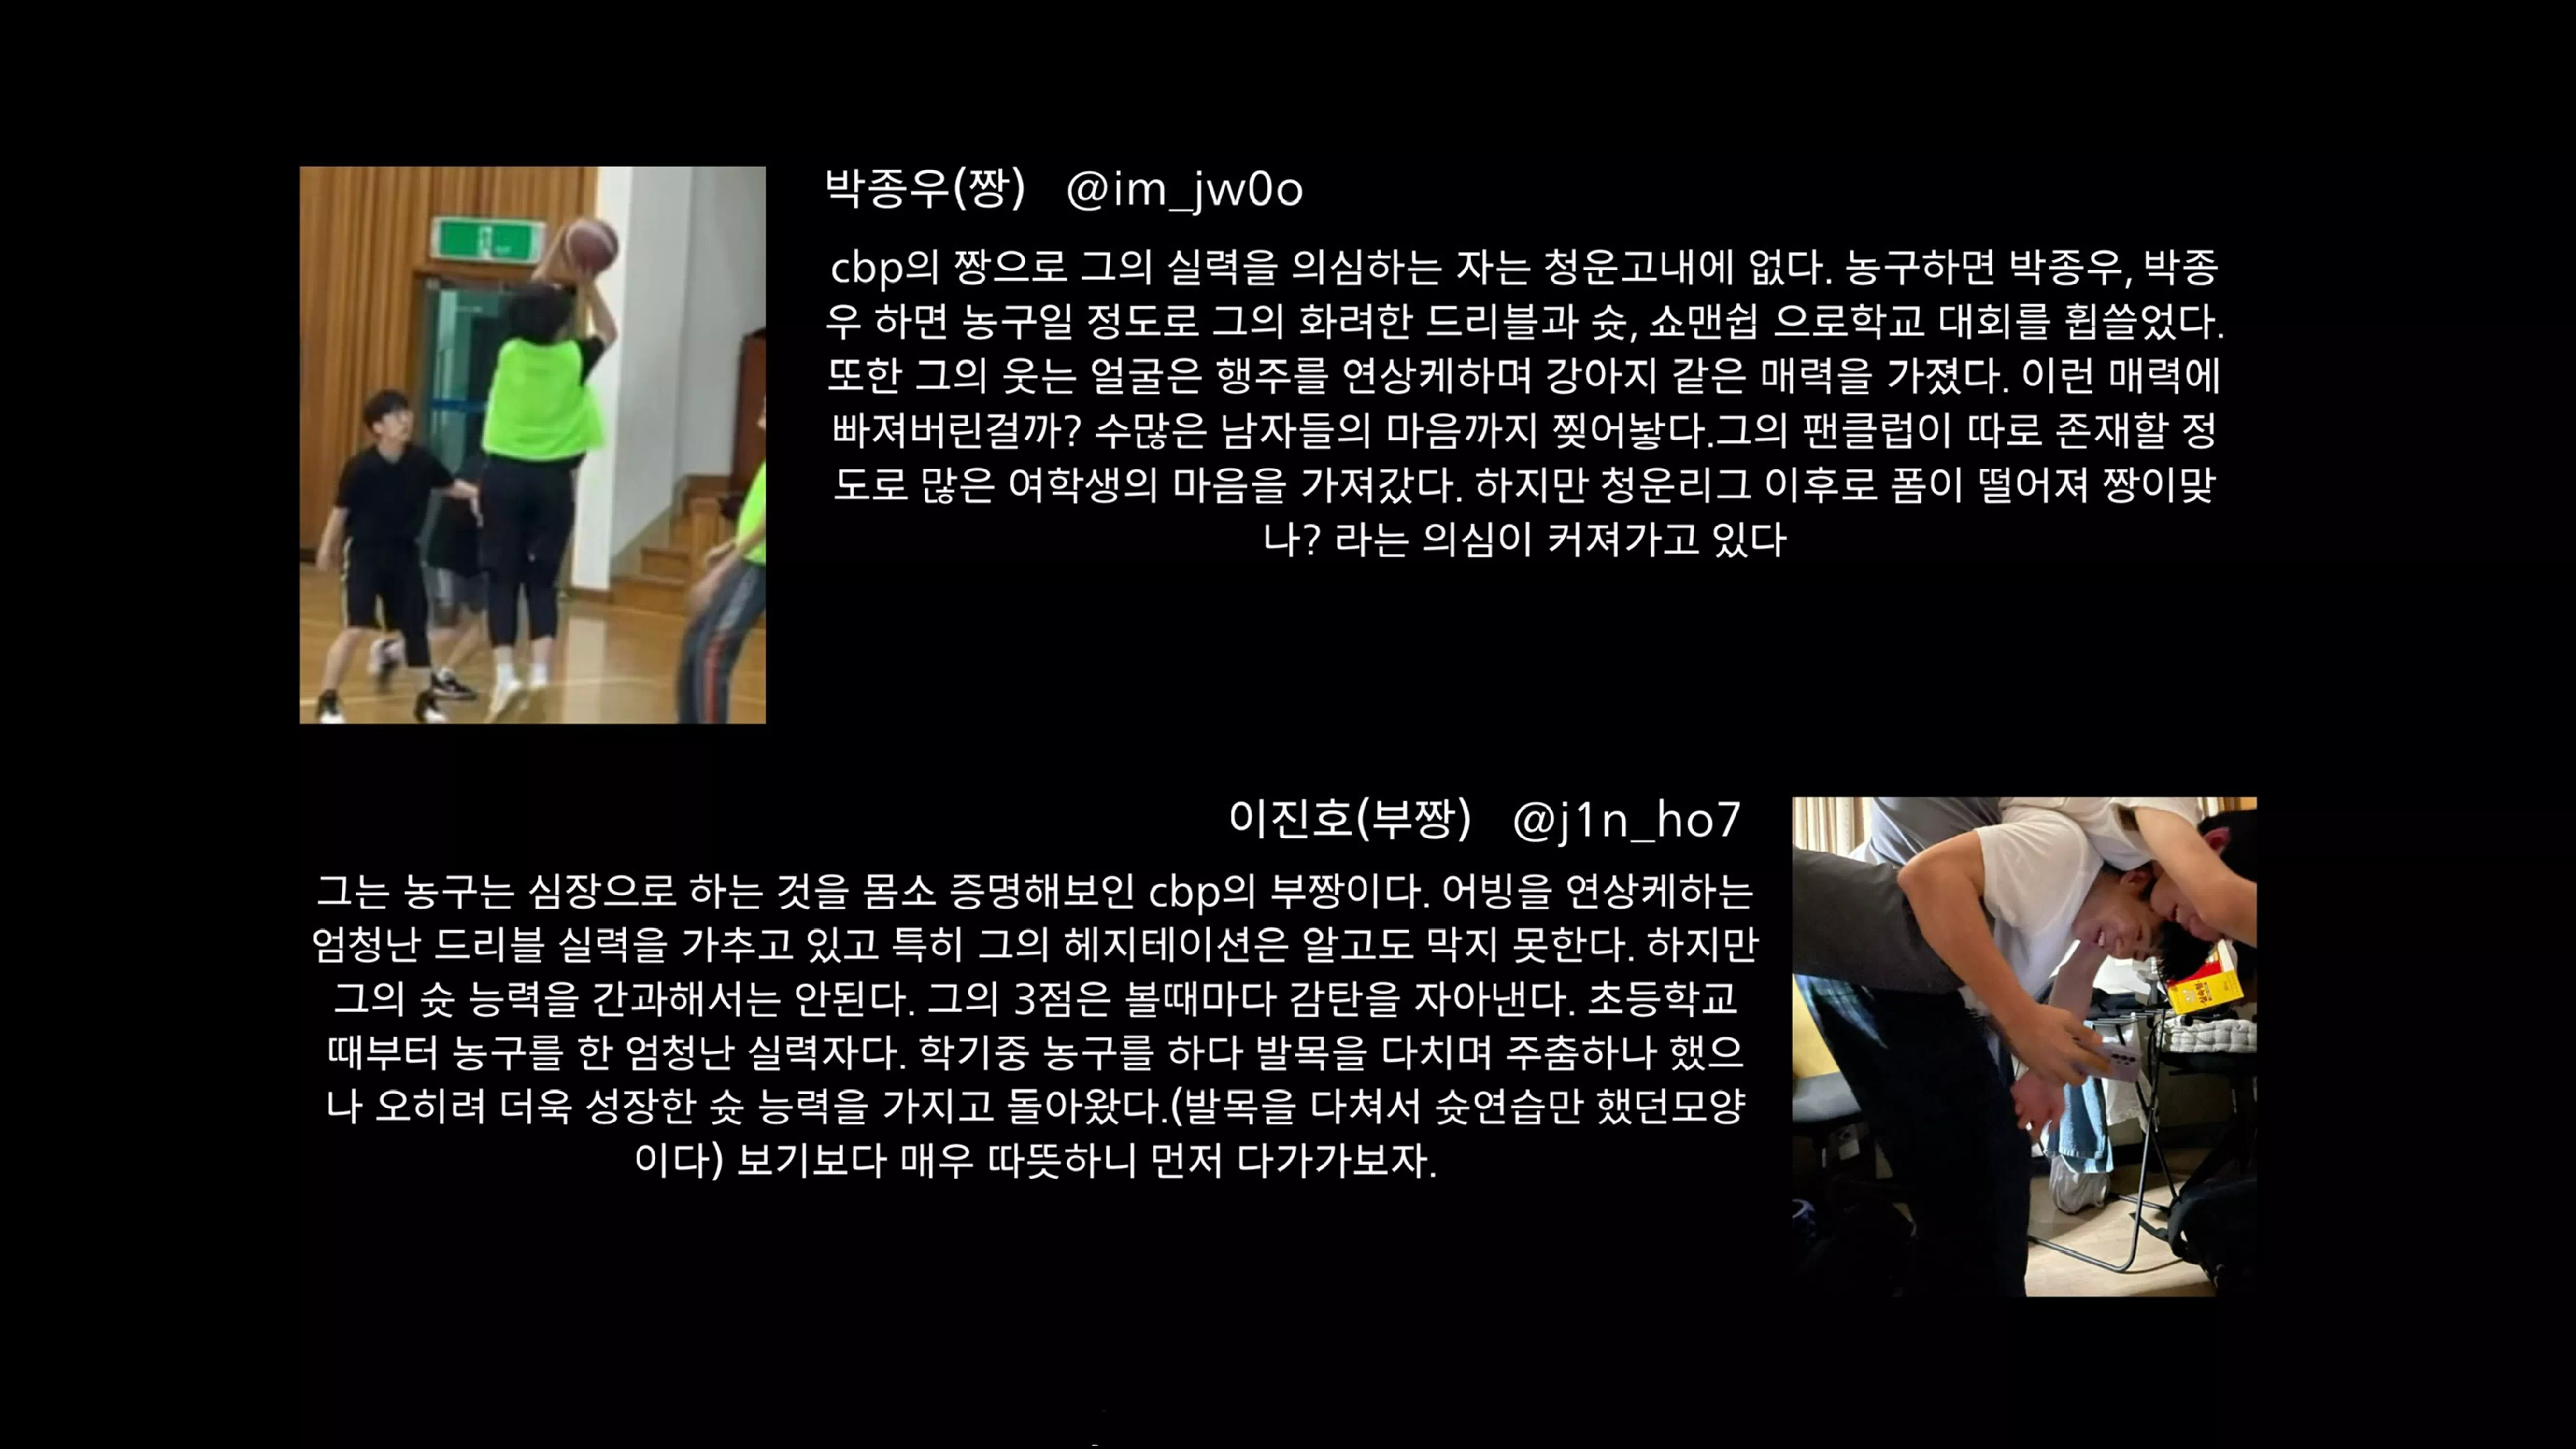 박종우(짱) @im_jw0o
cbp의 짱으로 그의 실력을 의심하는 자는 청운고내에 없다. 농구하면 박종우, 박종
우 하면 농구일 정도로 그의 화려한 드리블과 슛, 쇼맨쉽 으로학교 대회를 휩쓸었다.
또한 그의 웃는 얼굴은 행주를 연상케하며 강아지 같은 매력을 가졌다. 이런 매력에
빠져버린걸까? 수많은 남자들의 마음까지 찢어놓다.그의 팬클럽이 따로 존재할 정
도로 많은 여학생의 마음을 가져갔다. 하지만 청운리그 이후로 폼이 떨어져 짱이맞
나? 라는 의심이 커져가고 있다
이진호(부짱) @j1n_ho7
그는 농구는 심장으로 하는 것을 몸소 증명해보인 cbp의 부짱이다. 어빙을 연상케하는
엄청난 드리블 실력을 가추고 있고 특히 그의 헤지테이션은 알고도 막지 못한다. 하지만
그의 슛 능력을 간과해서는 안된다. 그의 3점은 볼때마다 감탄을 자아낸다. 초등학교
때부터 농구를 한 엄청난 실력자다. 학기중 농구를 하다 발목을 다치며 주춤하나 했으
나 오히려 더욱 성장한 슛 능력을 가지고 돌아왔다.(발목을 다쳐서 슛연습만 했던모양
이다) 보기보다 매우 따뜻하니 먼저 다가가보자.